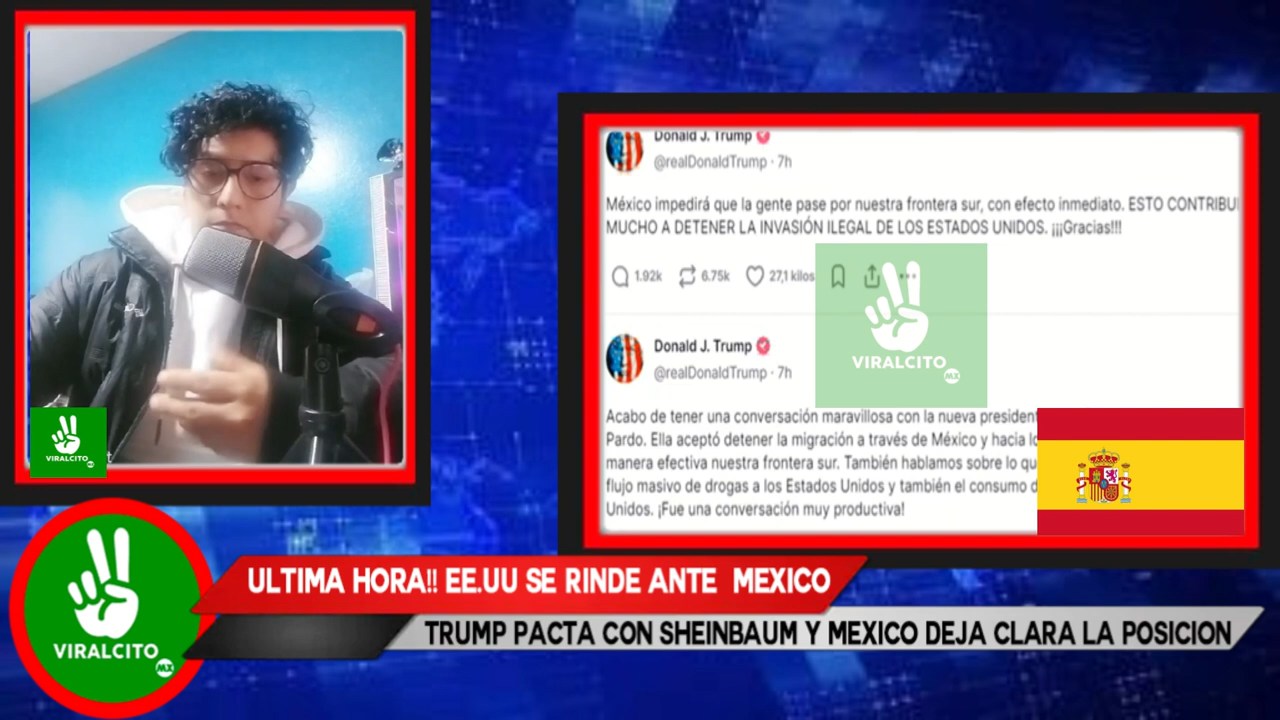 Donald J. Trump
@realDonaldTrump · 7h
México impedirá que la gente pase por nuestra frontera sur, con efecto inmediato. ESTO CONTRIBUI
MUCHO A DETENER LA INVASIÓN ILEGAL DE LOS ESTADOS UNIDOS. ¡¡¡Gracias!!!
1.92k 6.75k 27,1 kilos
VIRALCITO
MX
Donald J. Trump
@realDonaldTrump · 7h
Acabo de tener una conversación maravillosa con la nueva president
Pardo. Ella aceptó detener la migración a través de México y hacia
manera efectiva nuestra frontera sur. También hablamos sobre lo
flujo masivo de drogas a los Estados Unidos y también el consumo
Unidos. ¡Fue una conversación muy productiva!
VIRALCITO
VIRALCITO
MX
ULTIMA HORA!! EE.UU SE RINDE ANTE MEXICO
TRUMP PACTA CON SHEINBAUM Y MEXICO DEJA CLARA LA POSICION